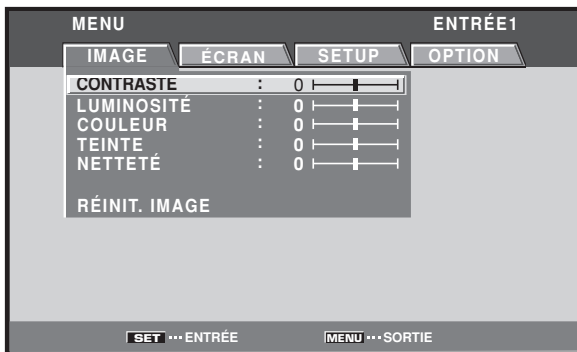 MENU ENTRÉE1
IMAGE ÉCRAN SETUP OPTION
CONTRASTE : 0
LUMINOSITÉ : 0
COULEUR : 0
TEINTE : 0
NETTETÉ : 0
RÉINIT. IMAGE
SET ··· ENTRÉE MENU ··· SORTIE